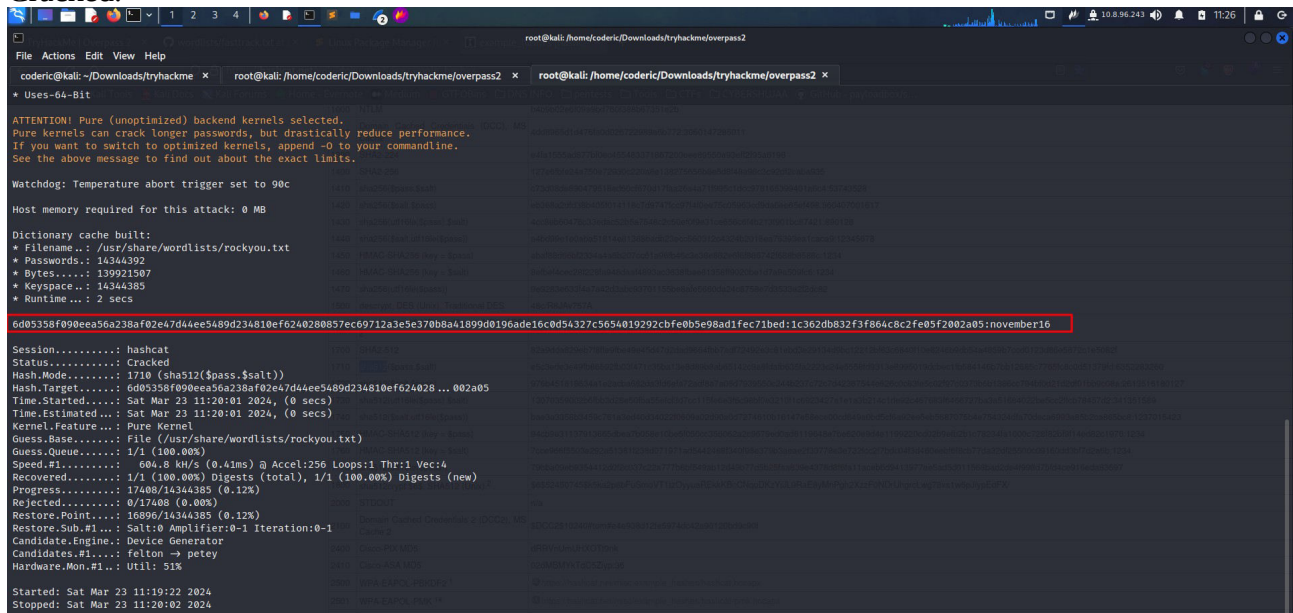 Cracked.
1 2 3 4
2
10.8.96.243
11:26
root@kali: /home/coderic/Downloads/tryhackme/overpass2
File Actions Edit View Help
coderic@kali: ~/Downloads/tryhackme × root@kali: /home/coderic/Downloads/tryhackme/overpass2 × root@kali: /home/coderic/Downloads/tryhackme/overpass2 ×
* Uses-64-Bit
ATTENTION! Pure (unoptimized) backend kernels selected.
Pure kernels can crack longer passwords, but drastically reduce performance.
If you want to switch to optimized kernels, append -O to your commandline.
See the above message to find out about the exact limits.
Watchdog: Temperature abort trigger set to 90c
Host memory required for this attack: 0 MB
Dictionary cache built:
* Filename..: /usr/share/wordlists/rockyou.txt
* Passwords.: 14344392
* Bytes.....: 139921507
* Keyspace..: 14344385
* Runtime...: 2 secs
6d05358f090eea56a238af02e47d44ee5489d234810ef6240280857ec69712a3e5e370b8a41899d0196ade16c0d54327c5654019292cbfe0b5e98ad1fec71bed:1c362db832f3f864c8c2fe05f2002a05:november16
Session..........: hashcat
Status...........: Cracked
Hash.Mode........: 1710 (sha512($pass.$salt))
Hash.Target......: 6d05358f090eea56a238af02e47d44ee5489d234810ef624028...002a05
Time.Started.....: Sat Mar 23 11:20:01 2024, (0 secs)
Time.Estimated...: Sat Mar 23 11:20:01 2024, (0 secs)
Kernel.Feature...: Pure Kernel
Guess.Base.......: File (/usr/share/wordlists/rockyou.txt)
Guess.Queue......: 1/1 (100.00%)
Speed.#1.........: 604.8 kH/s (0.41ms) @ Accel:256 Loops:1 Thr:1 Vec:4
Recovered........: 1/1 (100.00%) Digests (total), 1/1 (100.00%) Digests (new)
Progress.........: 17408/14344385 (0.12%)
Rejected.........: 0/17408 (0.00%)
Restore.Point....: 16896/14344385 (0.12%)
Restore.Sub.#1...: Salt:0 Amplifier:0-1 Iteration:0-1
Candidate.Engine.: Device Generator
Candidates.#1....: felton → petey
Hardware.Mon.#1..: Util: 51%
Started: Sat Mar 23 11:19:22 2024
Stopped: Sat Mar 23 11:20:02 2024